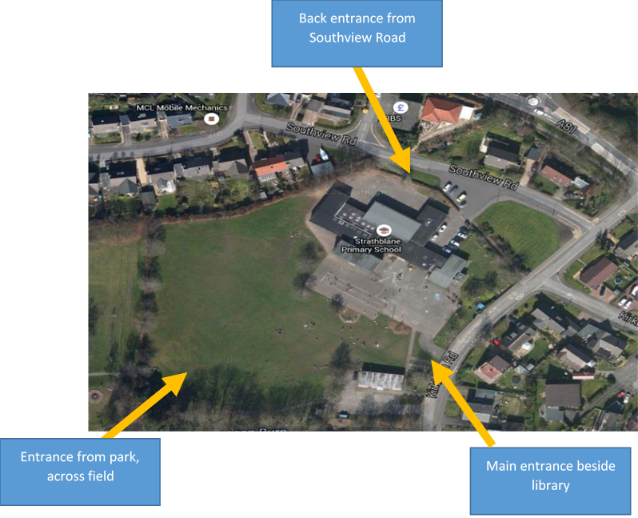 Back entrance from
Southview Road
MCL Mobile Mechanics
Southview Rd
A81
Southview Rd
Strathblane
Primary School
Entrance from park,
across field
Main entrance beside
library